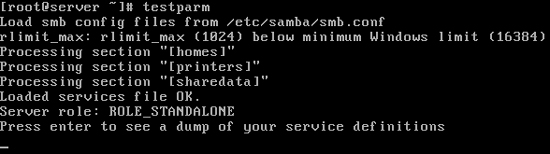 [root@server ~]# testparm
Load smb config files from /etc/samba/smb.conf
rlimit_max: rlimit_max (1024) below minimum Windows limit (16384)
Processing section "[homes]"
Processing section "[printers]"
Processing section "[sharedata]"
Loaded services file OK.
Server role: ROLE_STANDALONE
Press enter to see a dump of your service definitions